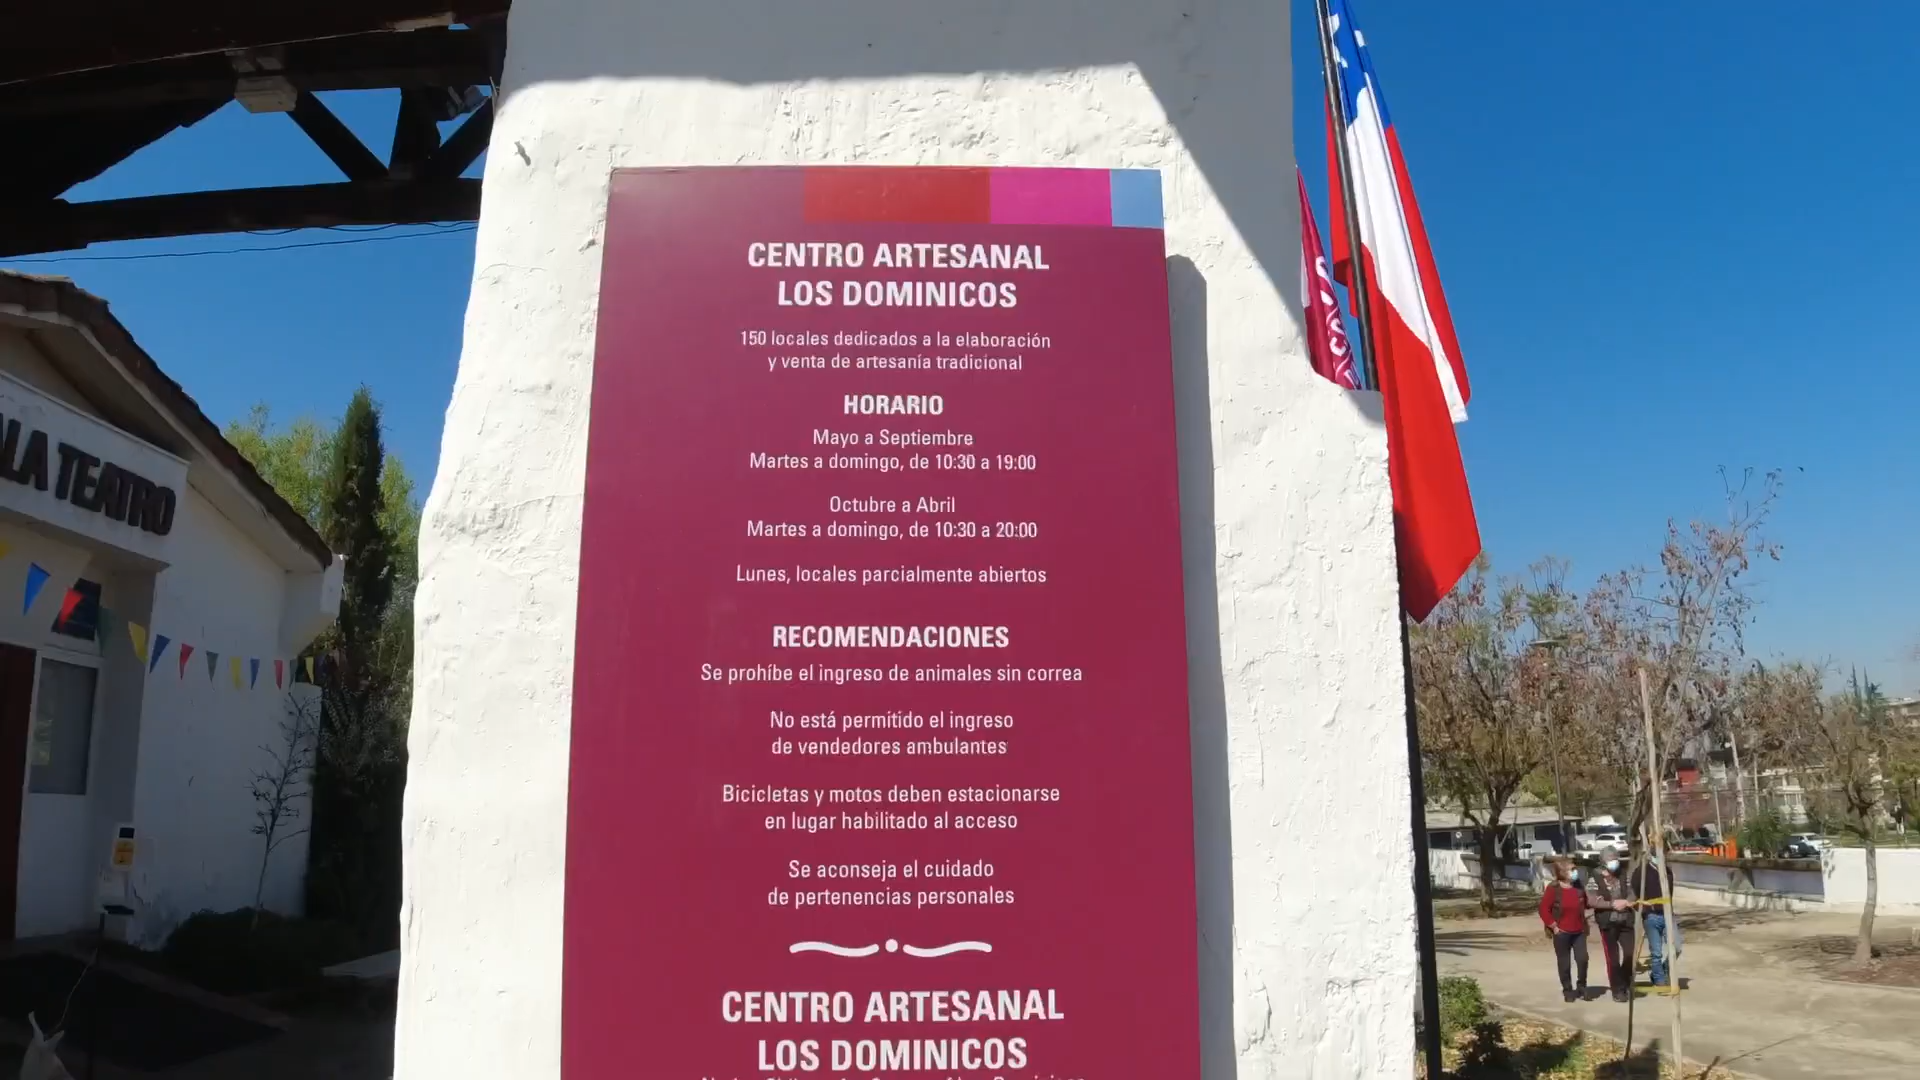 CENTRO ARTESANAL
LOS DOMINICOS
150 locales dedicados a la elaboración
y venta de artesanía tradicional
HORARIO
Mayo a Septiembre
Martes a domingo, de 10:30 a 19:00
Octubre a Abril
Martes a domingo, de 10:30 a 20:00
Lunes, locales parcialmente abiertos
RECOMENDACIONES
Se prohíbe el ingreso de animales sin correa
No está permitido el ingreso
de vendedores ambulantes
Bicicletas y motos deben estacionarse
en lugar habilitado al acceso
Se aconseja el cuidado
de pertenencias personales
CENTRO ARTESANAL
LOS DOMINICOS
TEATRO